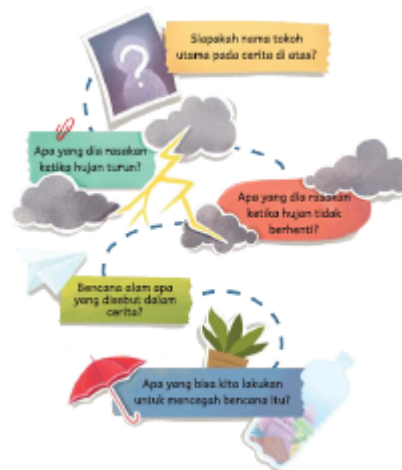 Siapakah nama tokoh
utama pada cerita di atas?
?
Apa yang dia rasakan
ketika hujan turun?
Apa yang dia rasakan
ketika hujan tidak
berhenti?
Bencana alam apa
yang disebut dalam
cerita?
Apa yang bisa kita lakukan
untuk mencegah bencana itu?